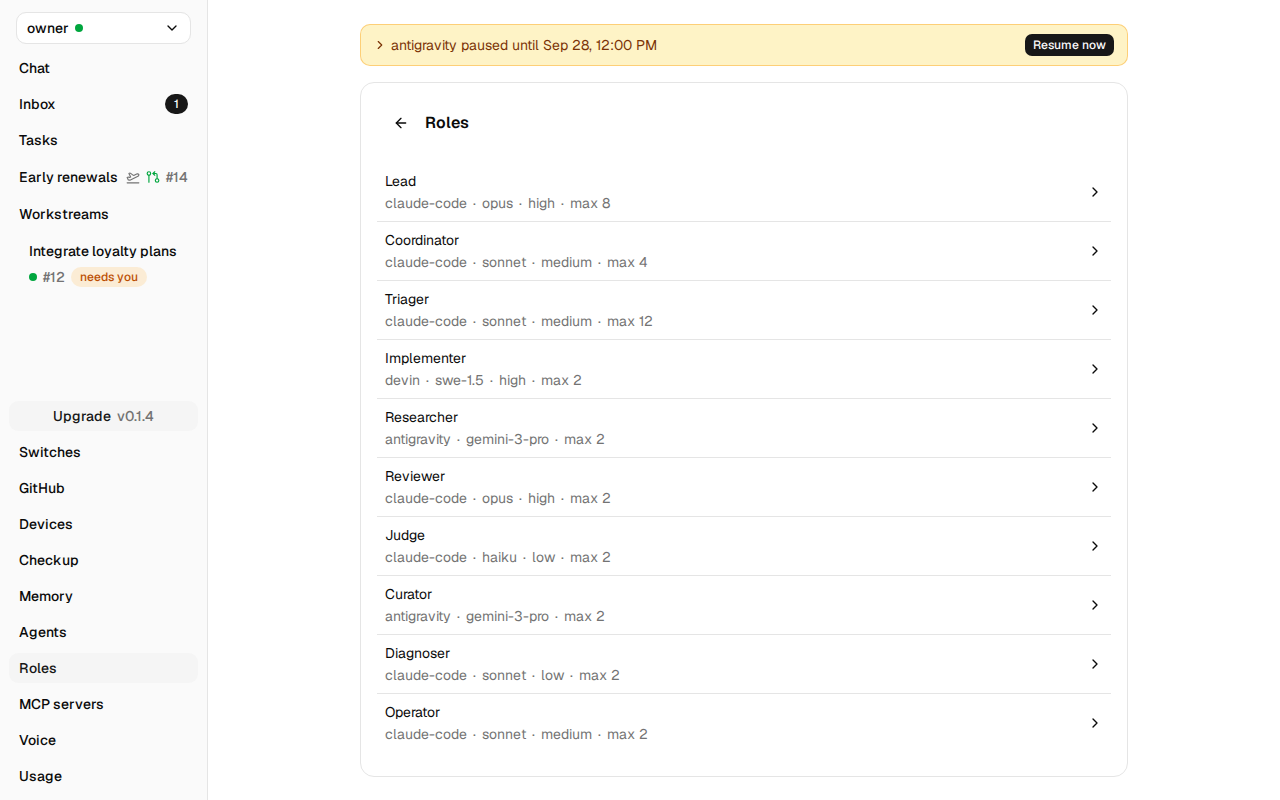 owner
Chat
Inbox 1
Tasks
Early renewals #14
Workstreams
Integrate loyalty plans
#12 needs you
Upgrade v0.1.4
Switches
GitHub
Devices
Checkup
Memory
Agents
Roles
MCP servers
Voice
Usage
antigravity paused until Sep 28, 12:00 PM Resume now
Roles
Lead
claude-code · opus · high · max 8
Coordinator
claude-code · sonnet · medium · max 4
Triager
claude-code · sonnet · medium · max 12
Implementer
devin · swe-1.5 · high · max 2
Researcher
antigravity · gemini-3-pro · max 2
Reviewer
claude-code · opus · high · max 2
Judge
claude-code · haiku · low · max 2
Curator
antigravity · gemini-3-pro · max 2
Diagnoser
claude-code · sonnet · low · max 2
Operator
claude-code · sonnet · medium · max 2